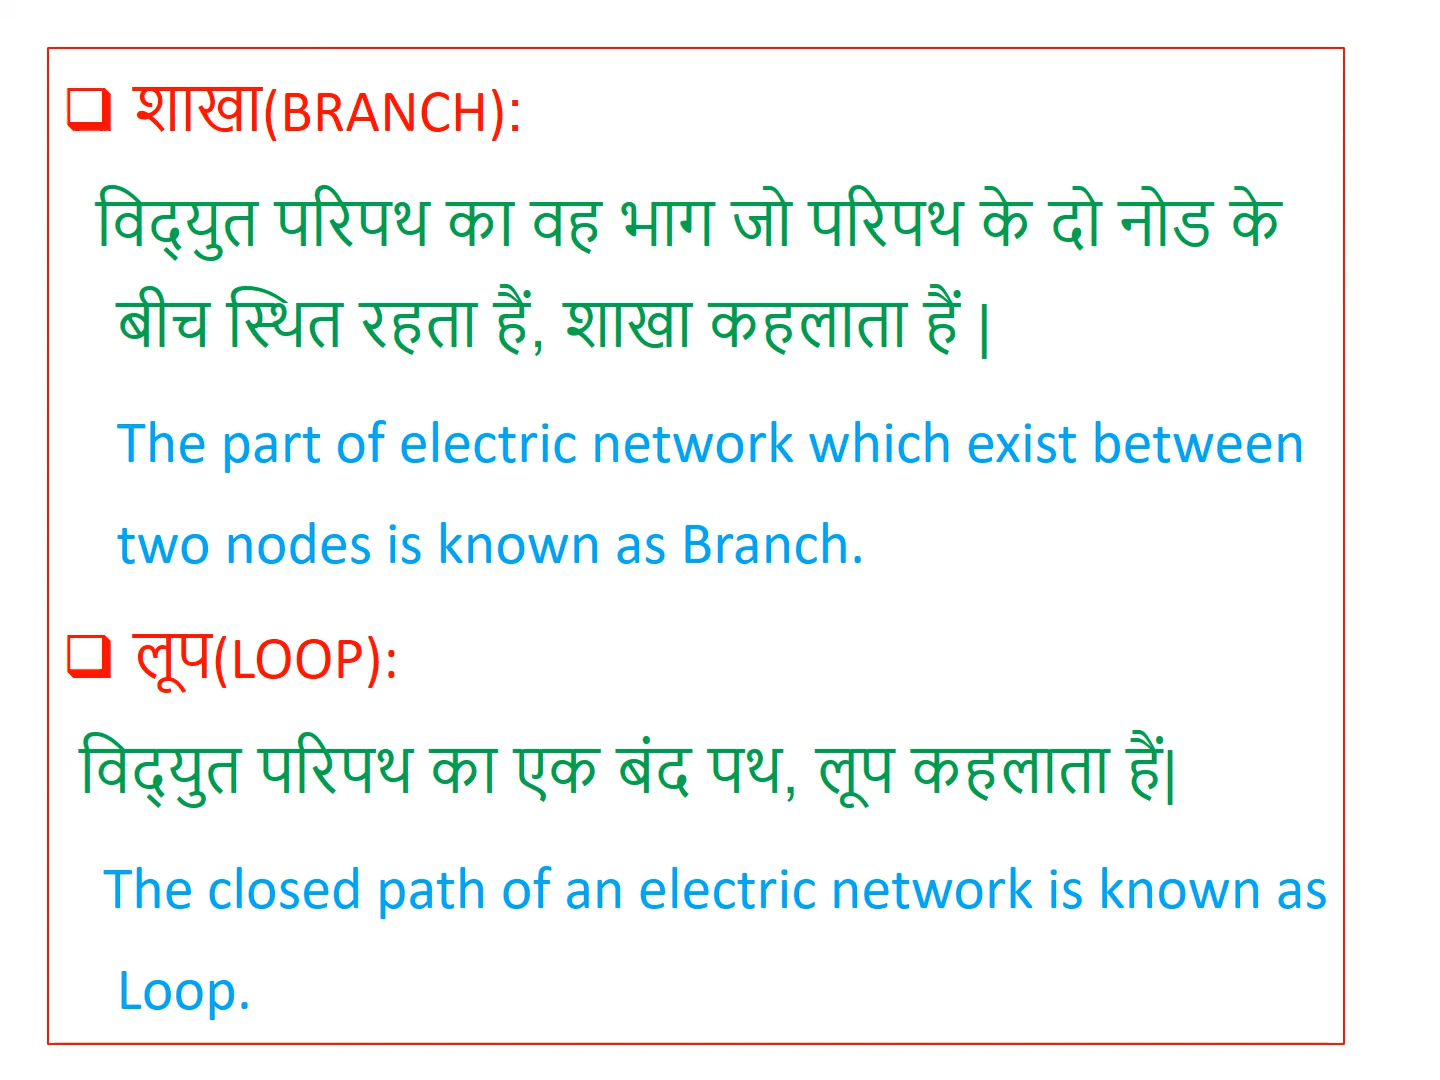 ❑ शाखा(BRANCH):
विद्युत परिपथ का वह भाग जो परिपथ के दो नोड के
बीच स्थित रहता हैं, शाखा कहलाता हैं |
The part of electric network which exist between
two nodes is known as Branch.
❑ लूप(LOOP):
विद्युत परिपथ का एक बंद पथ, लूप कहलाता हैं|
The closed path of an electric network is known as
Loop.